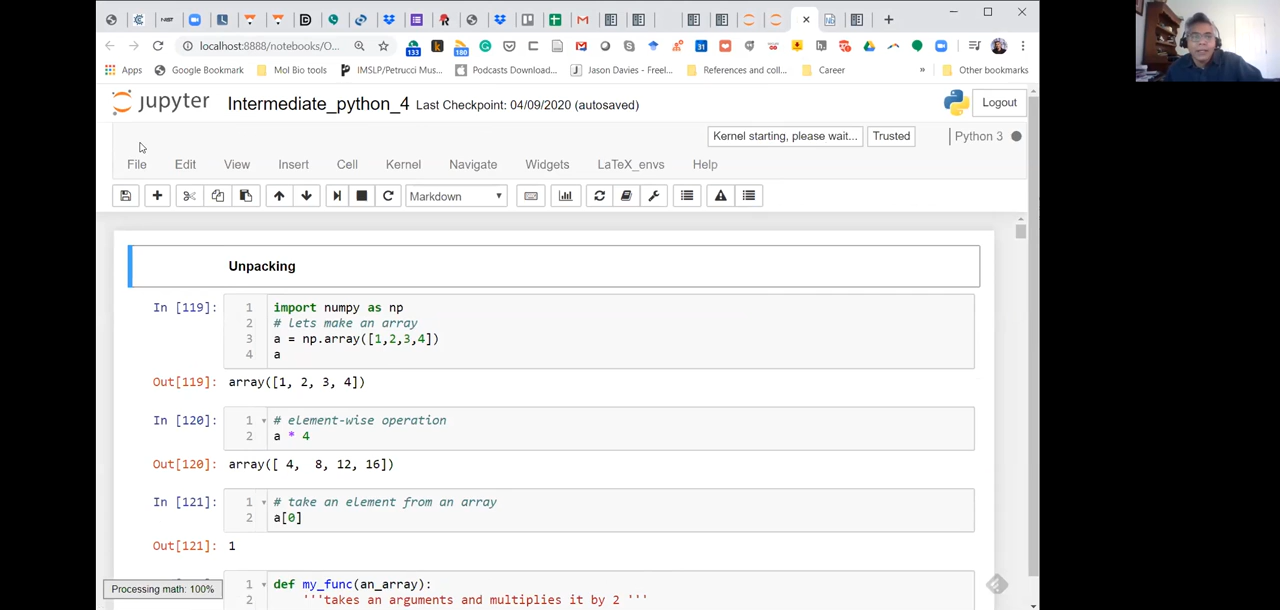 localhost:8888/notebooks/O...
133
180
31
Apps
Google Bookmark
Mol Bio tools
IMSLP/Petrucci Mus...
Podcasts Download...
Jason Davies - Freel...
References and coll...
Career
»
Other bookmarks
jupyter
Intermediate_python_4
Last Checkpoint: 04/09/2020 (autosaved)
Logout
Kernel starting, please wait...
Trusted
Python 3
File
Edit
View
Insert
Cell
Kernel
Navigate
Widgets
LaTeX_envs
Help
Markdown
Unpacking
In [119]:
1 import numpy as np
2 # lets make an array
3 a = np.array([1,2,3,4])
4 a
Out[119]: array([1, 2, 3, 4])
In [120]:
1 # element-wise operation
2 a * 4
Out[120]: array([ 4,  8, 12, 16])
In [121]:
1 # take an element from an array
2 a[0]
Out[121]: 1
1 def my_func(an_array):
2 '''takes an arguments and multiplies it by 2 '''
Processing math: 100%